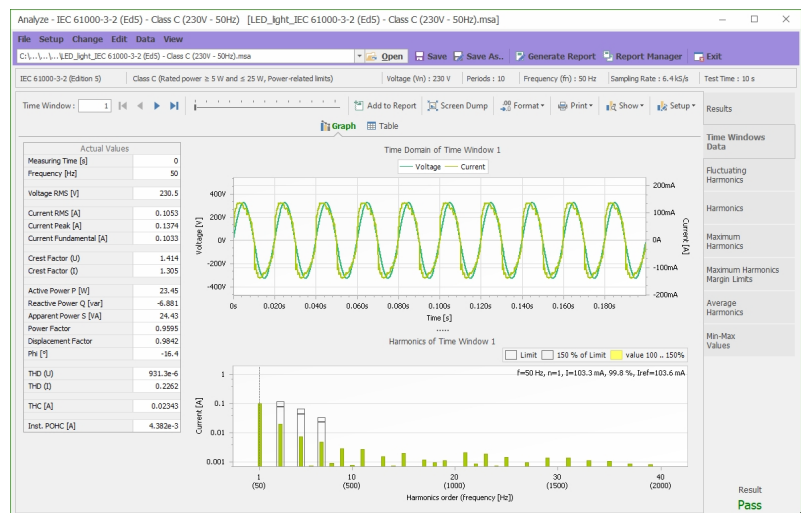 Analyze - IEC 61000-3-2 (Ed5) - Class C (230V - 50Hz) [LED_light_IEC 61000-3-2 (Ed5) - Class C (230V - 50Hz).msa]
File Setup Change Edit Data View
C:\...\...\...\LED_light_IEC 61000-3-2 (Ed5) - Class C (230V - 50Hz).msa Open Save Save As.. Generate Report Report Manager Exit
IEC 61000-3-2 (Edition 5) Class C (Rated power ≥ 5 W and ≤ 25 W, Power-related limits) Voltage (Vn) : 230 V Periods : 10 Frequency (fn) : 50 Hz Sampling Rate : 6.4 kS/s Test Time : 10 s
Time Window : 1 Add to Report Screen Dump Format Print Show Setup
Graph Table
Actual Values
Measuring Time [s] 0
Frequency [Hz] 50
Voltage RMS [V] 230.5
Current RMS [A] 0.1053
Current Peak [A] 0.1374
Current Fundamental [A] 0.1033
Crest Factor (U) 1.414
Crest Factor (I) 1.305
Active Power P [W] 23.45
Reactive Power Q [var] -6.881
Apparent Power S [VA] 24.43
Power Factor 0.9595
Displacement Factor 0.9842
Phi [°] -16.4
THD (U) 931.3e-6
THD (I) 0.2262
THC [A] 0.02343
Inst. POHC [A] 4.382e-3
Time Domain of Time Window 1
Voltage Current
400V
200V
0V
-200V
-400V
Voltage [V]
200mA
100mA
0A
-100mA
-200mA
Current [A]
0s 0.020s 0.040s 0.060s 0.080s 0.100s 0.120s 0.140s 0.160s 0.180s
Time [s]
Harmonics of Time Window 1
Limit 150 % of Limit value 100 .. 150%
f=50 Hz, n=1, I=103.3 mA, 99.8 %, Iref=103.6 mA
1
0.1
0.01
0.001
Current [A]
1 10 20 30 40
(50) (500) (1000) (1500) (2000)
Harmonics order (frequency [Hz])
Results
Time Windows
Data
Fluctuating
Harmonics
Harmonics
Maximum
Harmonics
Maximum Harmonics
Margin Limits
Average
Harmonics
Min-Max
Values
Result
Pass